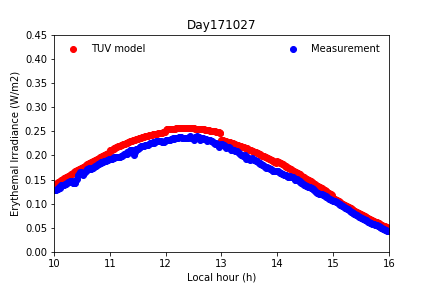 Day171027
TUV model
Measurement
0.45
0.40
0.35
0.30
0.25
0.20
0.15
0.10
0.05
0.00
Erythemal Irradiance (W/m2)
10 11 12 13 14 15 16
Local hour (h)